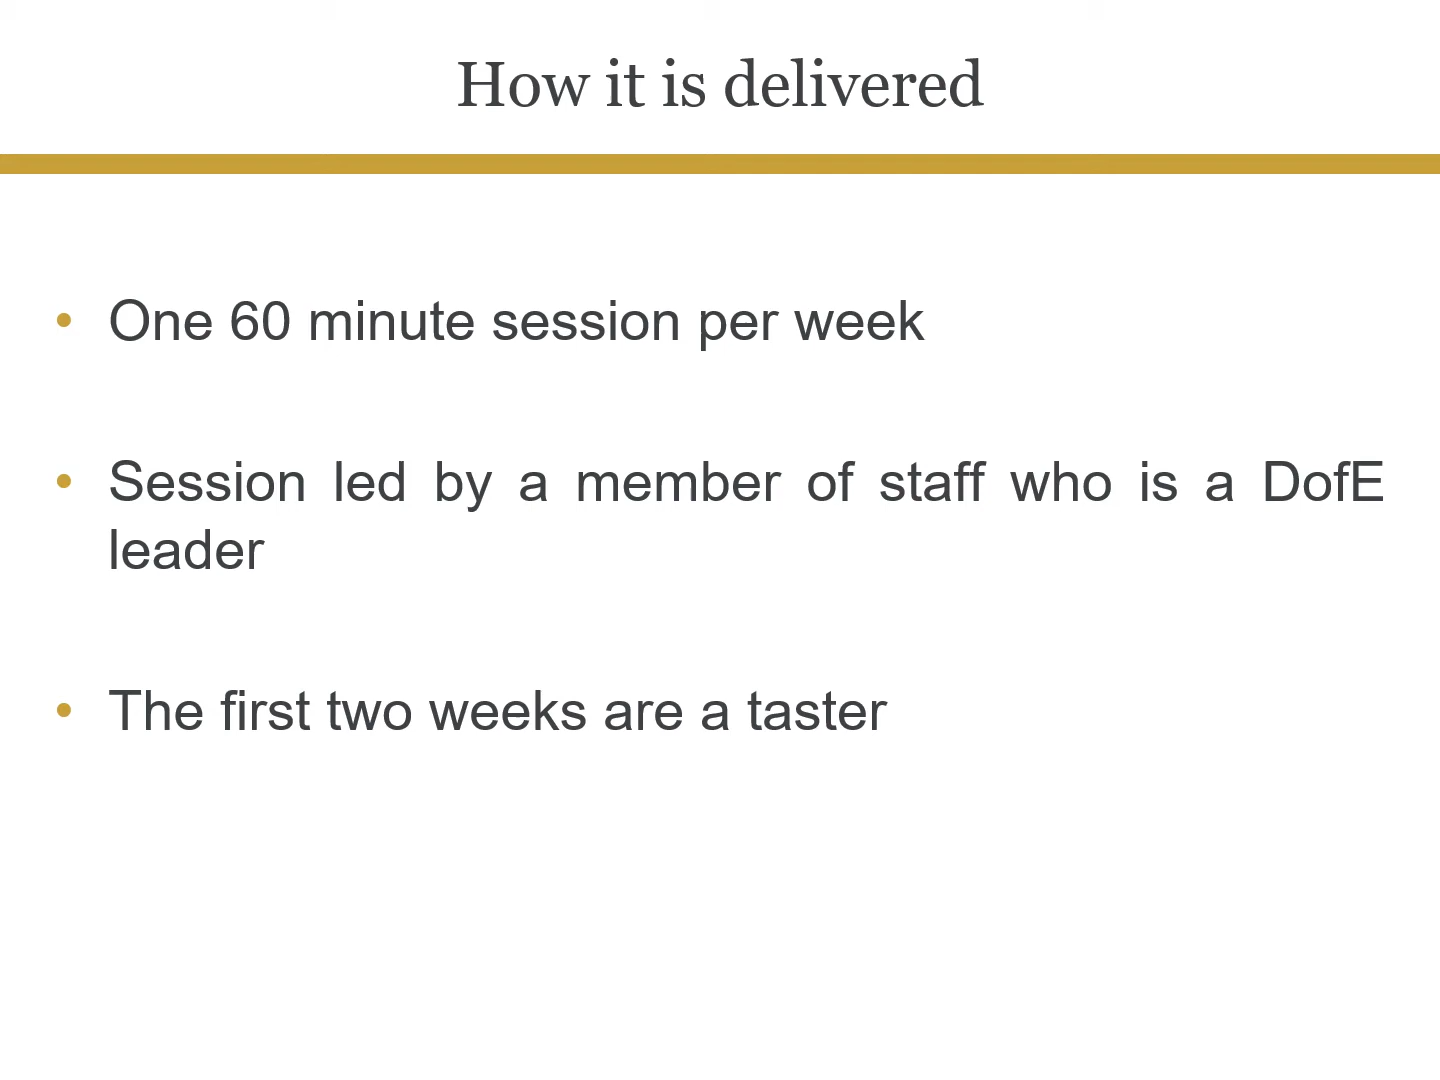 How it is delivered
• One 60 minute session per week
• Session led by a member of staff who is a DofE
leader
• The first two weeks are a taster